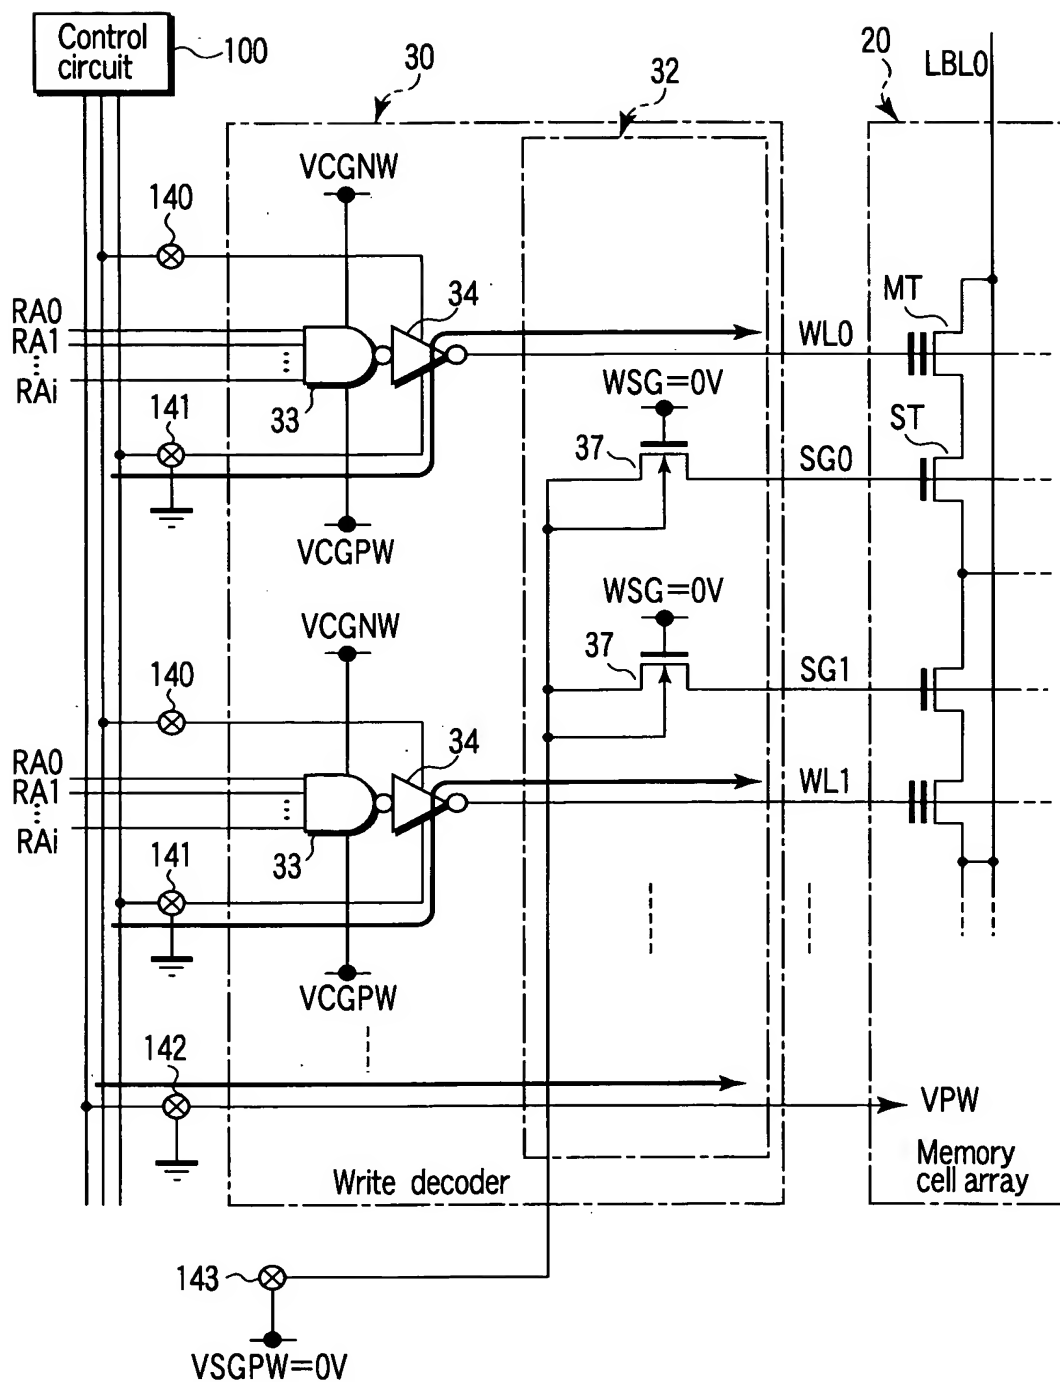 Control
circuit
100
30
32
20
LBL0
VCGNW
140
34
MT
RA0
RA1
RAi
WL0
33
WSG=0V
141
37
ST
SG0
VCGPW
WSG=0V
VCGNW
37
SG1
140
34
RA0
RA1
RAi
WL1
33
141
VCGPW
142
VPW
Write decoder
Memory
cell array
143
VSGPW=0V